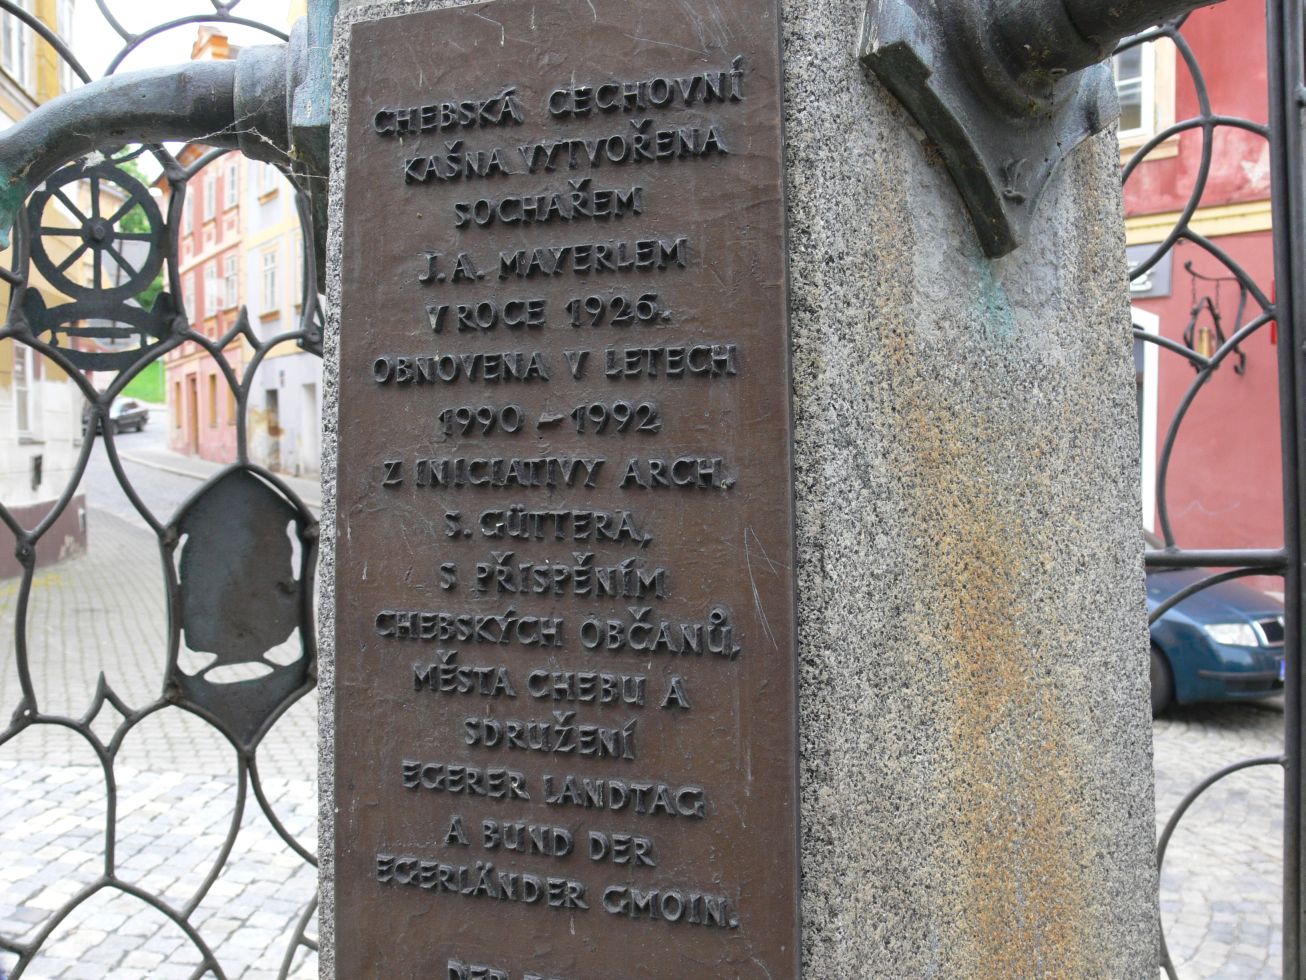 CHEBSKÁ CECHOVNÍ
KAŠNA VYTVOŘENA
SOCHAŘEM
J. A. MAYERLEM
V ROCE 1926.
OBNOVENA V LETECH
1990 – 1992
Z INICIATIVY ARCH.
S. GÜTTERA,
S PŘISPĚNÍM
CHEBSKÝCH OBČANŮ,
MĚSTA CHEBU A
SDRUŽENÍ
EGERER LANDTAG
A BUND DER
EGERLÄNDER GMOIN.
DER